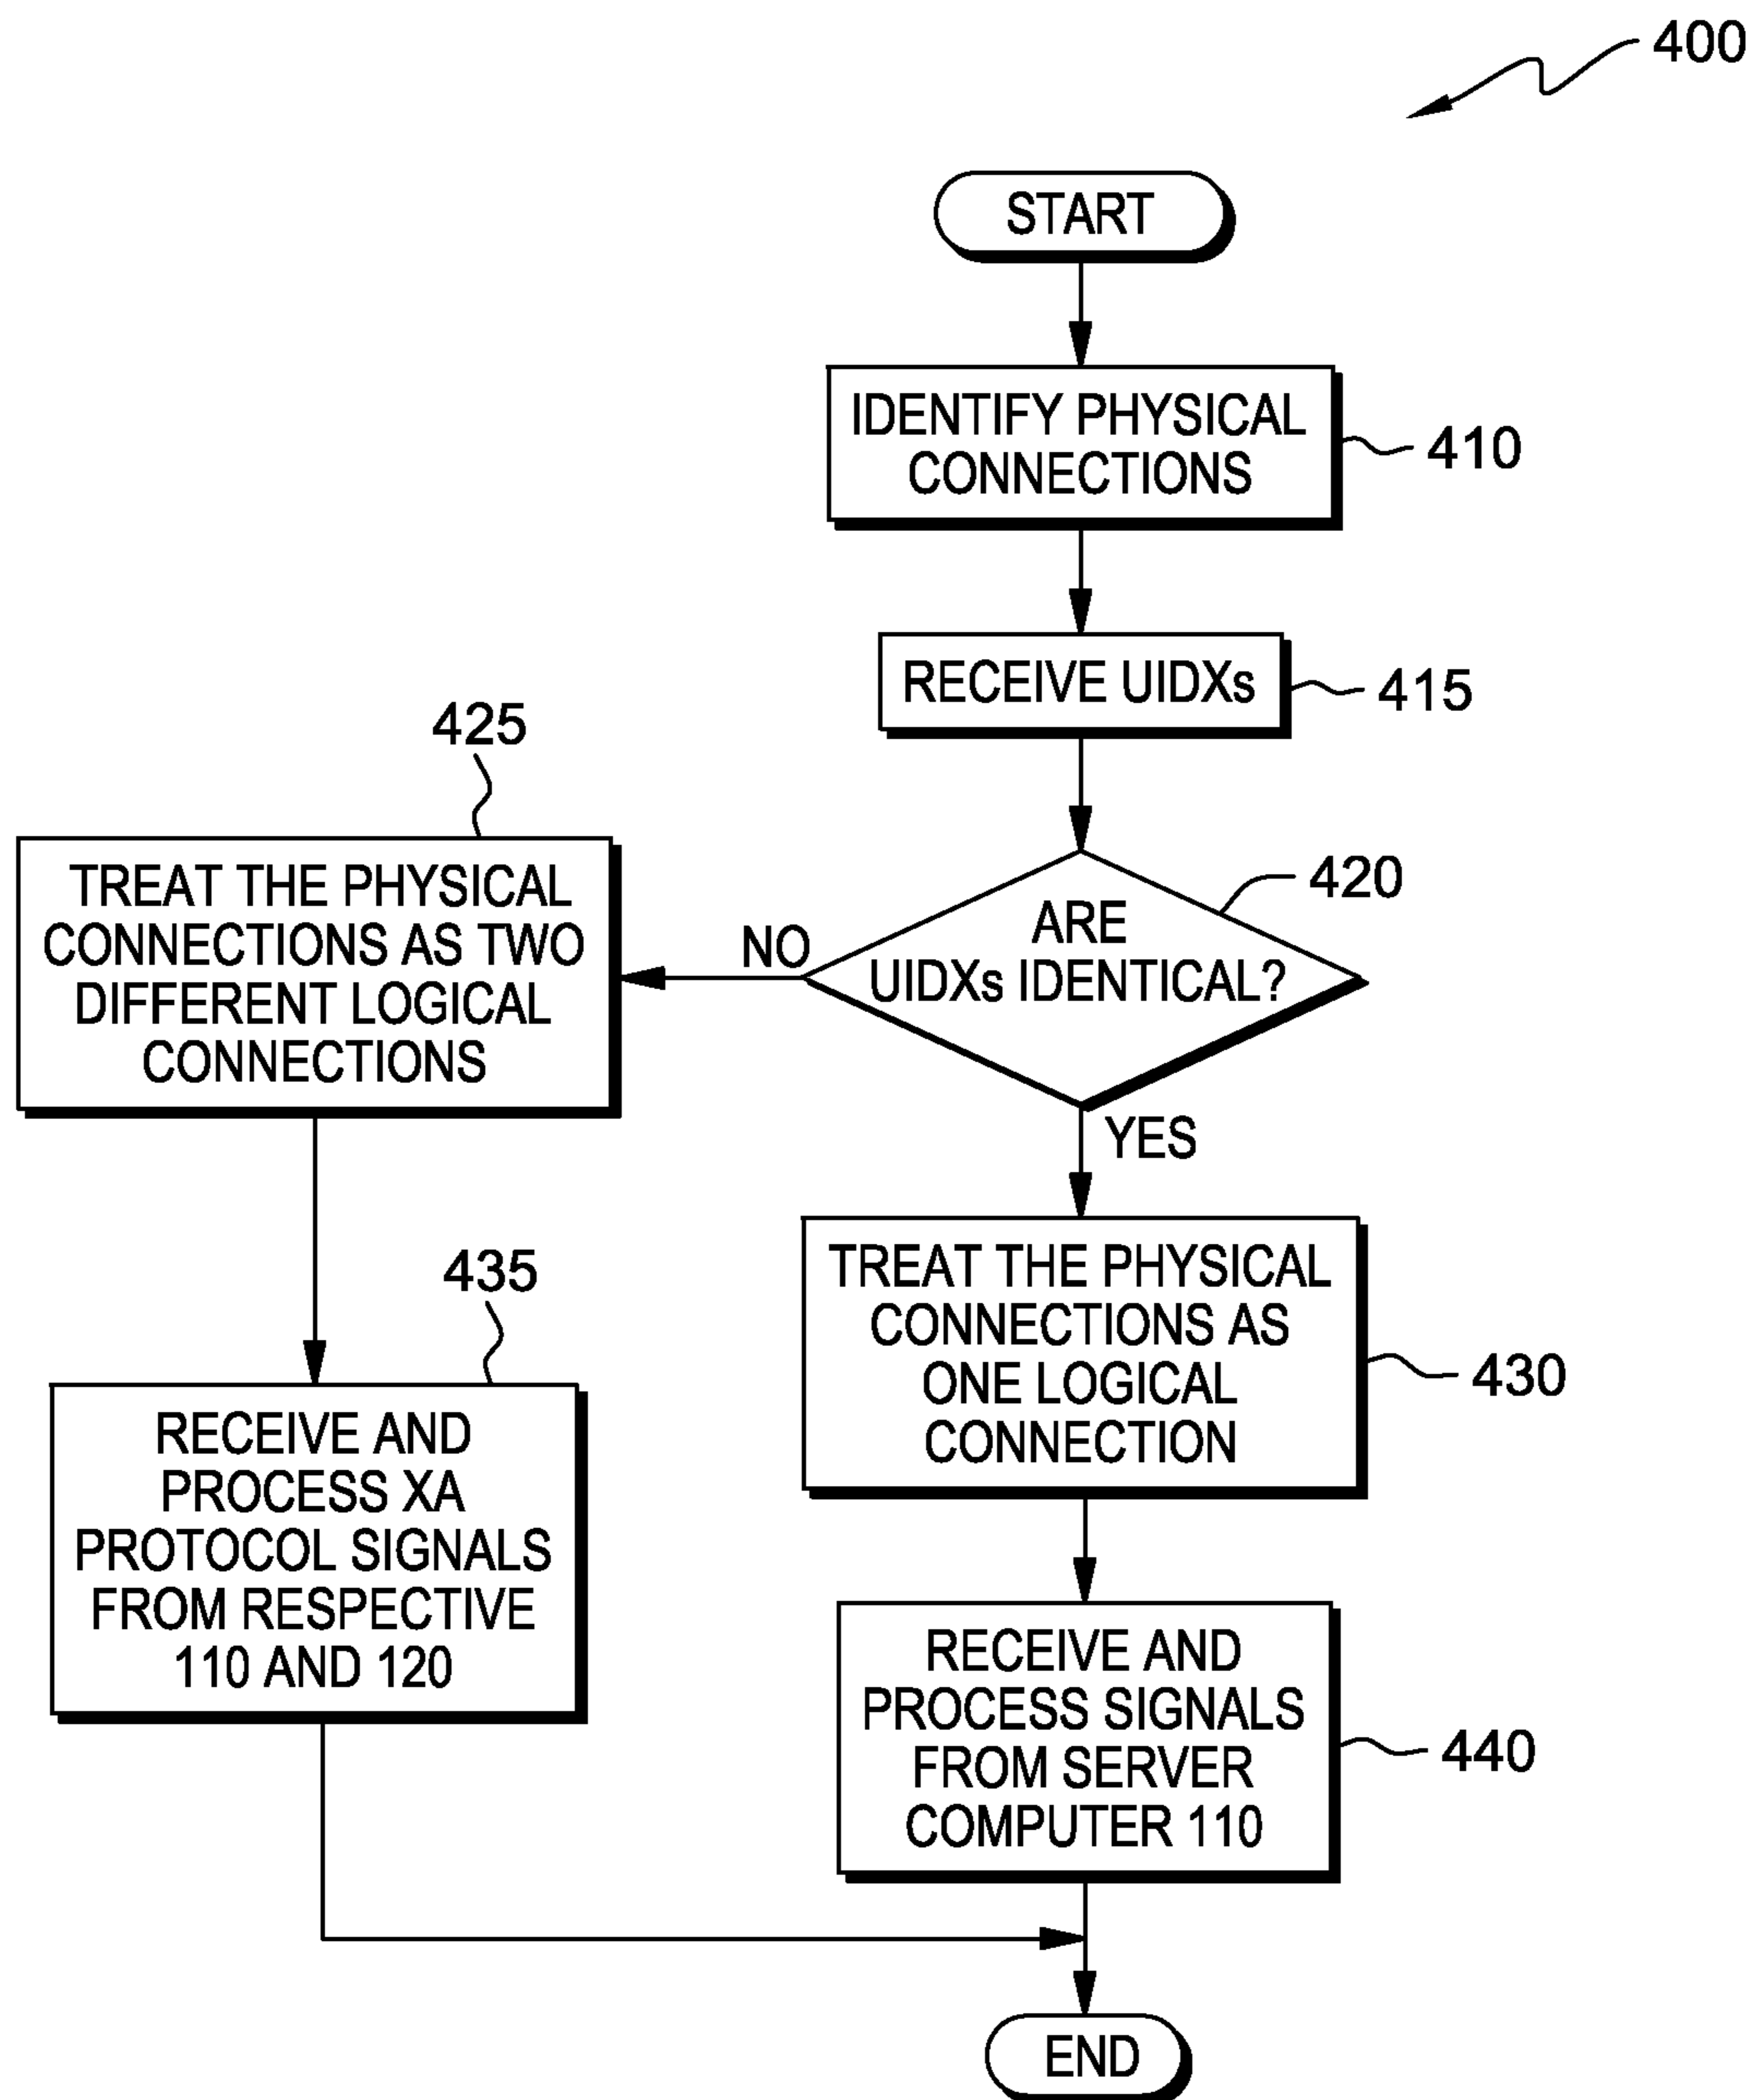 400
START
IDENTIFY PHYSICAL
CONNECTIONS
410
RECEIVE UIDXs
415
425
TREAT THE PHYSICAL
CONNECTIONS AS TWO
DIFFERENT LOGICAL
CONNECTIONS
NO
ARE
UIDXs IDENTICAL?
420
YES
435
RECEIVE AND
PROCESS XA
PROTOCOL SIGNALS
FROM RESPECTIVE
110 AND 120
TREAT THE PHYSICAL
CONNECTIONS AS
ONE LOGICAL
CONNECTION
430
RECEIVE AND
PROCESS SIGNALS
FROM SERVER
COMPUTER 110
440
END